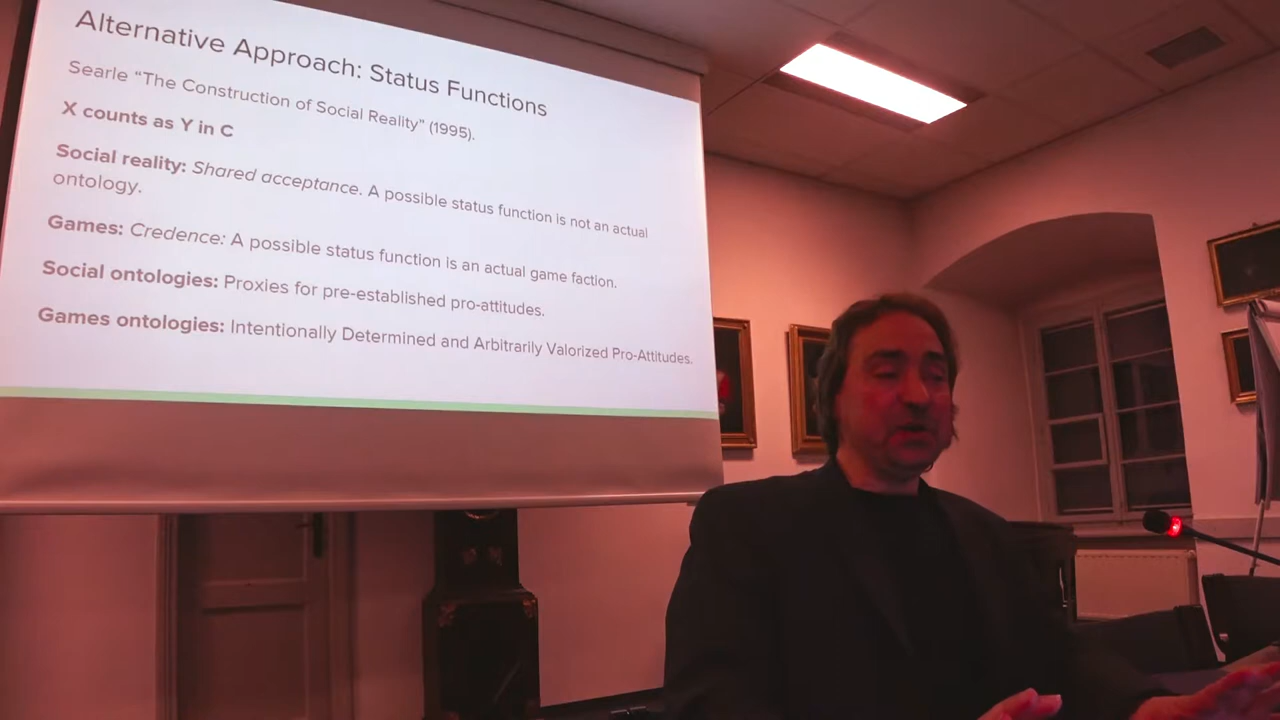 Alternative Approach: Status Functions
Searle “The Construction of Social Reality” (1995).
X counts as Y in C
Social reality: Shared acceptance. A possible status function is not an actual
ontology.
Games: Credence: A possible status function is an actual game faction.
Social ontologies: Proxies for pre-established pro-attitudes.
Games ontologies: Intentionally Determined and Arbitrarily Valorized Pro-Attitudes.